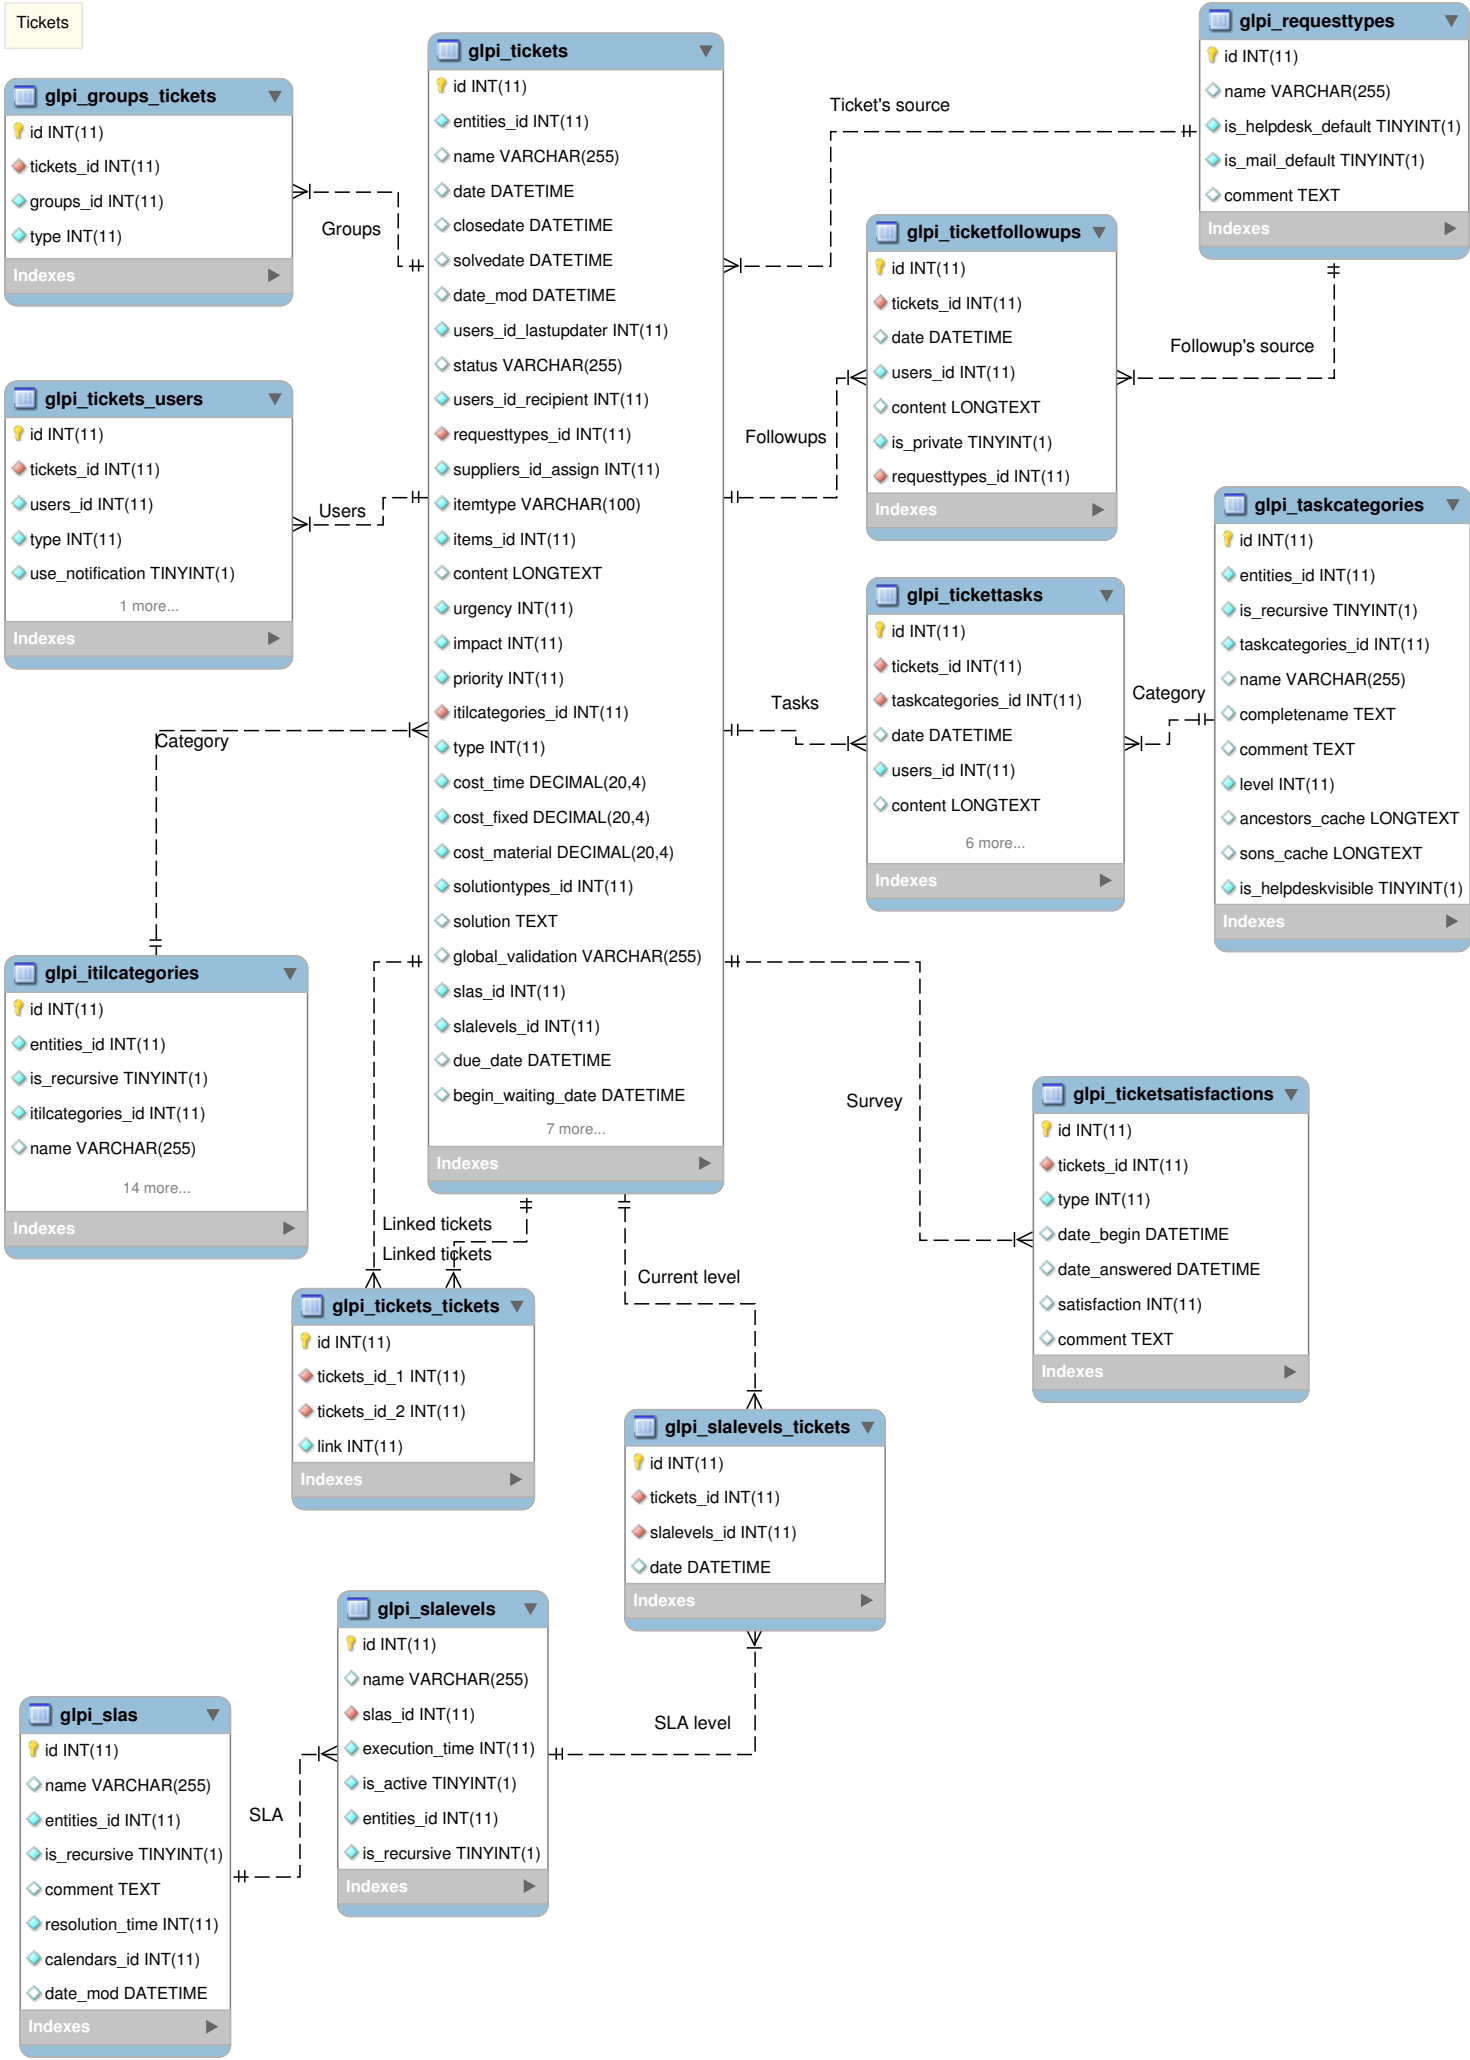 Tickets
glpi_groups_tickets
id INT(11)
tickets_id INT(11)
groups_id INT(11)
type INT(11)
Indexes
Groups
glpi_tickets_users
id INT(11)
tickets_id INT(11)
users_id INT(11)
type INT(11)
use_notification TINYINT(1)
1 more...
Indexes
Users
Category
glpi_itilcategories
id INT(11)
entities_id INT(11)
is_recursive TINYINT(1)
itilcategories_id INT(11)
name VARCHAR(255)
14 more...
Indexes
glpi_tickets
id INT(11)
entities_id INT(11)
name VARCHAR(255)
date DATETIME
closedate DATETIME
solvedate DATETIME
date_mod DATETIME
users_id_lastupdater INT(11)
status VARCHAR(255)
users_id_recipient INT(11)
requesttypes_id INT(11)
suppliers_id_assign INT(11)
itemtype VARCHAR(100)
items_id INT(11)
content LONGTEXT
urgency INT(11)
impact INT(11)
priority INT(11)
itilcategories_id INT(11)
type INT(11)
cost_time DECIMAL(20,4)
cost_fixed DECIMAL(20,4)
cost_material DECIMAL(20,4)
solutiontypes_id INT(11)
solution TEXT
global_validation VARCHAR(255)
slas_id INT(11)
slalevels_id INT(11)
due_date DATETIME
begin_waiting_date DATETIME
7 more...
Indexes
Ticket's source
glpi_requesttypes
id INT(11)
name VARCHAR(255)
is_helpdesk_default TINYINT(1)
is_mail_default TINYINT(1)
comment TEXT
Indexes
Followup's source
glpi_ticketfollowups
id INT(11)
tickets_id INT(11)
date DATETIME
users_id INT(11)
content LONGTEXT
is_private TINYINT(1)
requesttypes_id INT(11)
Indexes
Followups
glpi_tickettasks
id INT(11)
tickets_id INT(11)
taskcategories_id INT(11)
date DATETIME
users_id INT(11)
content LONGTEXT
6 more...
Indexes
Tasks
Category
glpi_taskcategories
id INT(11)
entities_id INT(11)
is_recursive TINYINT(1)
taskcategories_id INT(11)
name VARCHAR(255)
completename TEXT
comment TEXT
level INT(11)
ancestors_cache LONGTEXT
sons_cache LONGTEXT
is_helpdeskvisible TINYINT(1)
Indexes
Survey
glpi_ticketsatisfactions
id INT(11)
tickets_id INT(11)
type INT(11)
date_begin DATETIME
date_answered DATETIME
satisfaction INT(11)
comment TEXT
Indexes
Linked tickets
Linked tickets
glpi_tickets_tickets
id INT(11)
tickets_id_1 INT(11)
tickets_id_2 INT(11)
link INT(11)
Indexes
Current level
glpi_slalevels_tickets
id INT(11)
tickets_id INT(11)
slalevels_id INT(11)
date DATETIME
Indexes
SLA level
glpi_slalevels
id INT(11)
name VARCHAR(255)
slas_id INT(11)
execution_time INT(11)
is_active TINYINT(1)
entities_id INT(11)
is_recursive TINYINT(1)
Indexes
SLA
glpi_slas
id INT(11)
name VARCHAR(255)
entities_id INT(11)
is_recursive TINYINT(1)
comment TEXT
resolution_time INT(11)
calendars_id INT(11)
date_mod DATETIME
Indexes